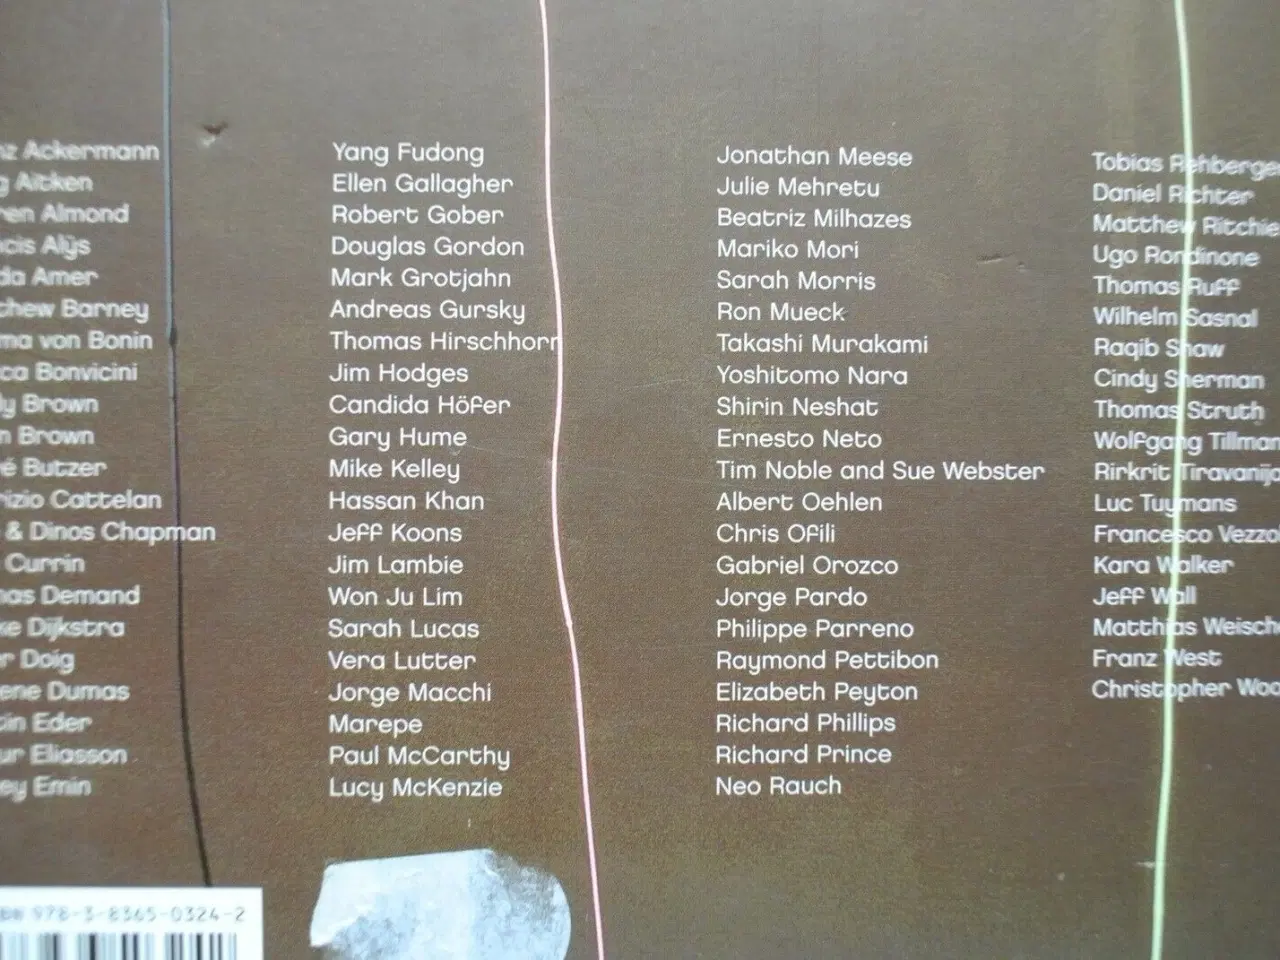 Ackermann
Aitken
Almond
Alÿs
Amer
Barney
von Bonin
Bonvicini
Brown
Brown
Butzer
Cattelan
& Dinos Chapman
Currin
Demand
Dijkstra
Doig
Dumas
Eder
Eliasson
Emin
Yang Fudong
Ellen Gallagher
Robert Gober
Douglas Gordon
Mark Grotjahn
Andreas Gursky
Thomas Hirschhorn
Jim Hodges
Candida Höfer
Gary Hume
Mike Kelley
Hassan Khan
Jeff Koons
Jim Lambie
Won Ju Lim
Sarah Lucas
Vera Lutter
Jorge Macchi
Marepe
Paul McCarthy
Lucy McKenzie
Jonathan Meese
Julie Mehretu
Beatriz Milhazes
Mariko Mori
Sarah Morris
Ron Mueck
Takashi Murakami
Yoshitomo Nara
Shirin Neshat
Ernesto Neto
Tim Noble and Sue Webster
Albert Oehlen
Chris Ofili
Gabriel Orozco
Jorge Pardo
Philippe Parreno
Raymond Pettibon
Elizabeth Peyton
Richard Phillips
Richard Prince
Neo Rauch
Tobias
Daniel Richter
Matthew Ritchie
Ugo Rondinone
Thomas Ruff
Wilhelm Sasnal
Raqib Shaw
Cindy Sherman
Thomas Struth
Wolfgang
Rirkrit
Luc Tuymans
Francesco
Kara Walker
Jeff Wall
Matthias
Franz West
Christopher
978-3-8365-0324-2